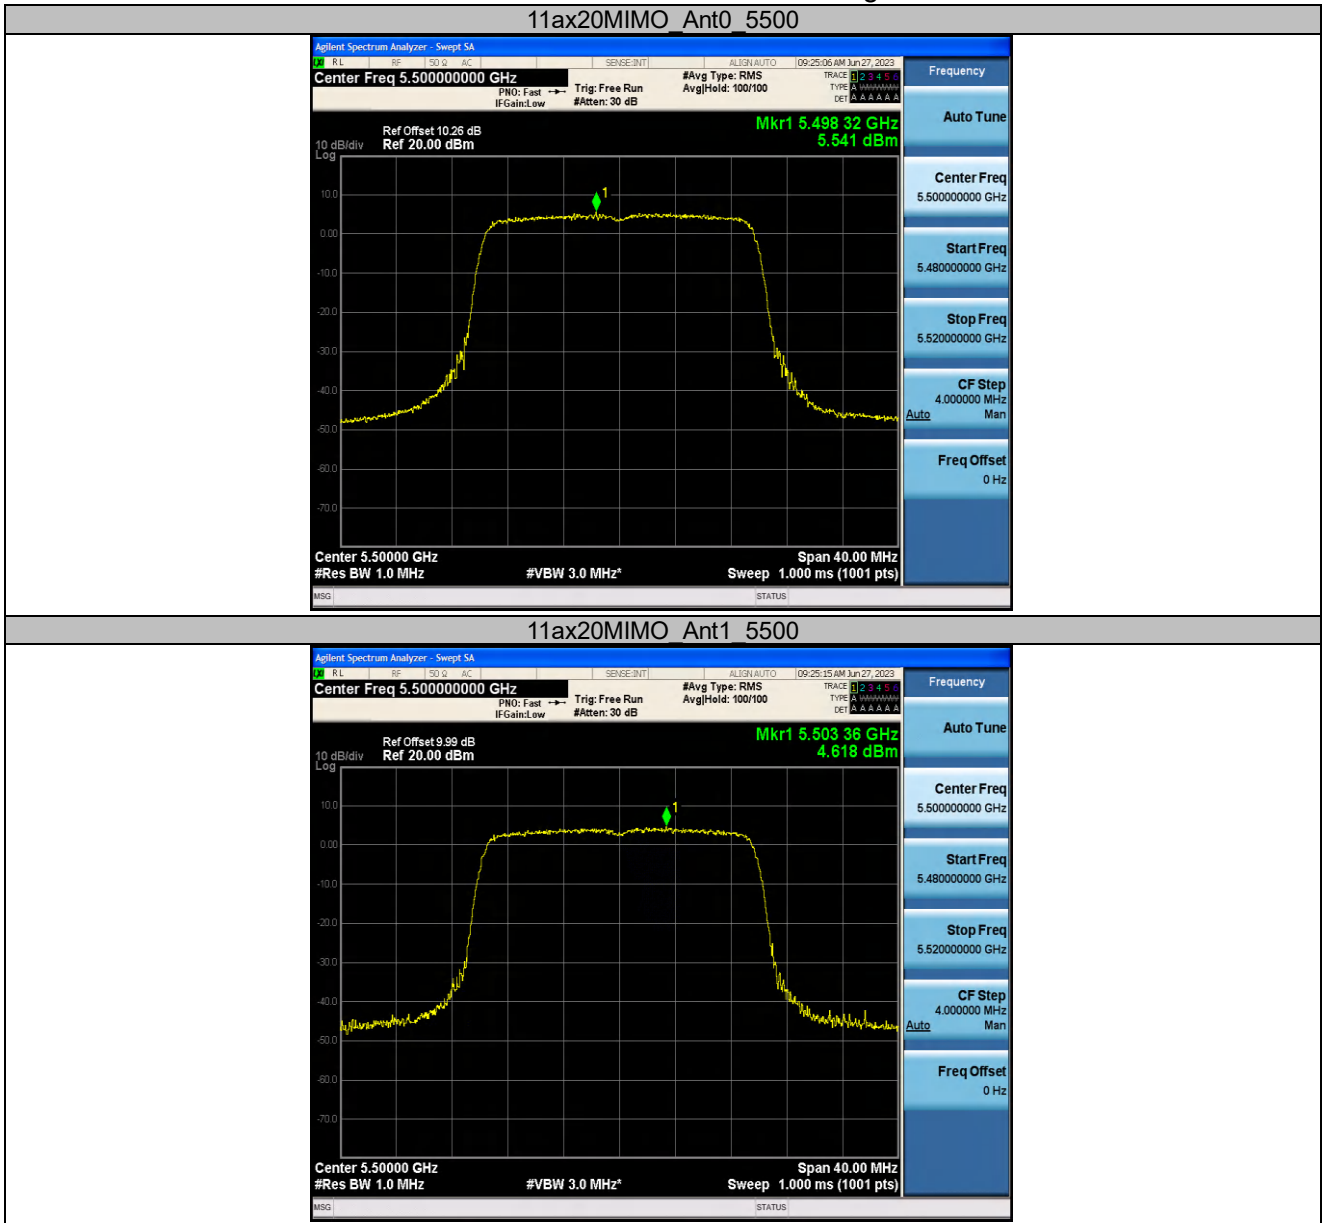 11ax20MIMO_Ant0_5500
Agilent Spectrum Analyzer - Swept SA
RL RF 50 Ω AC SENSE:INT ALIGN AUTO 09:25:06 AM Jun 27, 2023
Center Freq 5.500000000 GHz
PNO: Fast
IFGain:Low
Trig: Free Run
#Atten: 30 dB
#Avg Type: RMS
Avg|Hold: 100/100
TRACE 1 2 3 4 5 6
TYPE A
DET A A A A A A
Frequency
Ref Offset 10.26 dB
Ref 20.00 dBm
10 dB/div
Log
Mkr1 5.498 32 GHz
5.541 dBm
1
10.0
0.00
-10.0
-20.0
-30.0
-40.0
-50.0
-60.0
-70.0
Center 5.50000 GHz
Span 40.00 MHz
#Res BW 1.0 MHz
#VBW 3.0 MHz*
Sweep 1.000 ms (1001 pts)
MSG
STATUS
Auto Tune
Center Freq
5.500000000 GHz
Start Freq
5.480000000 GHz
Stop Freq
5.520000000 GHz
CF Step
4.000000 MHz
Auto Man
Freq Offset
0 Hz
11ax20MIMO_Ant1_5500
Agilent Spectrum Analyzer - Swept SA
RL RF 50 Ω AC SENSE:INT ALIGN AUTO 09:25:15 AM Jun 27, 2023
Center Freq 5.500000000 GHz
PNO: Fast
IFGain:Low
Trig: Free Run
#Atten: 30 dB
#Avg Type: RMS
Avg|Hold: 100/100
TRACE 1 2 3 4 5 6
TYPE A
DET A A A A A A
Frequency
Ref Offset 9.99 dB
Ref 20.00 dBm
10 dB/div
Log
Mkr1 5.503 36 GHz
4.618 dBm
1
10.0
0.00
-10.0
-20.0
-30.0
-40.0
-50.0
-60.0
-70.0
Center 5.50000 GHz
Span 40.00 MHz
#Res BW 1.0 MHz
#VBW 3.0 MHz*
Sweep 1.000 ms (1001 pts)
MSG
STATUS
Auto Tune
Center Freq
5.500000000 GHz
Start Freq
5.480000000 GHz
Stop Freq
5.520000000 GHz
CF Step
4.000000 MHz
Auto Man
Freq Offset
0 Hz